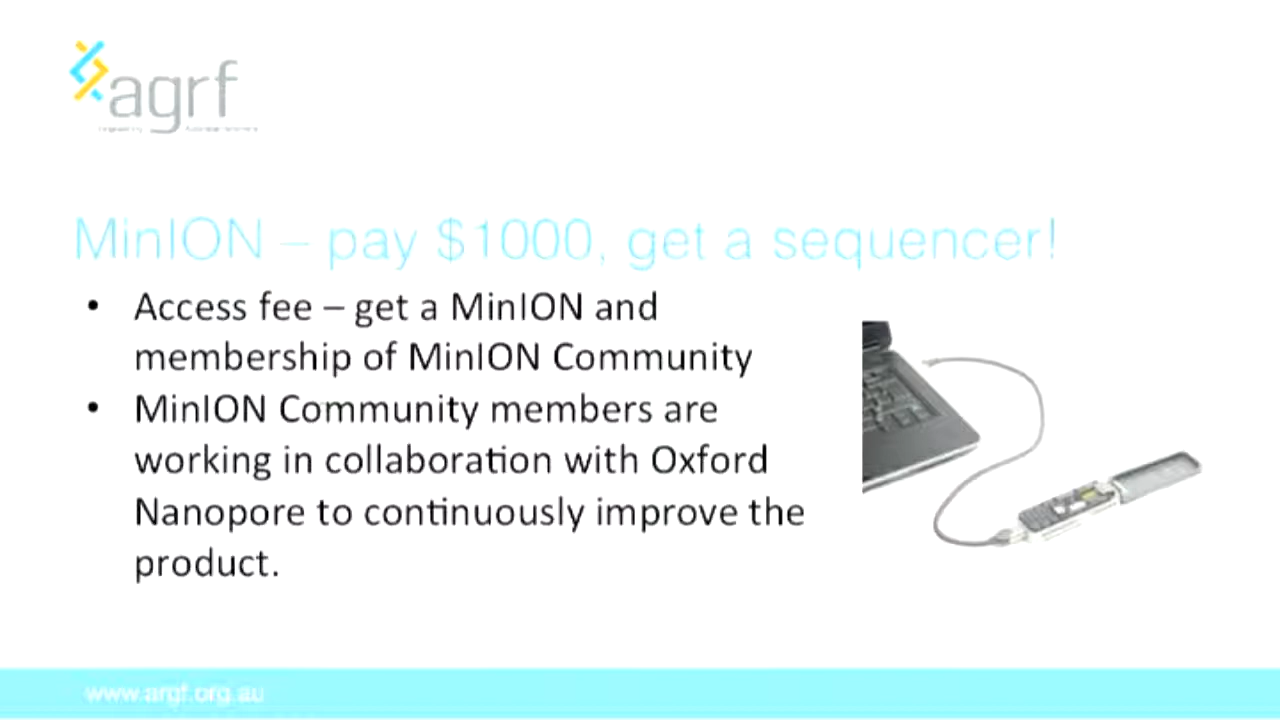 agrf
MinION – pay $1000, get a sequencer!
• Access fee – get a MinION and
membership of MinION Community
• MinION Community members are
working in collaboration with Oxford
Nanopore to continuously improve the
product.
www.argf.org.au